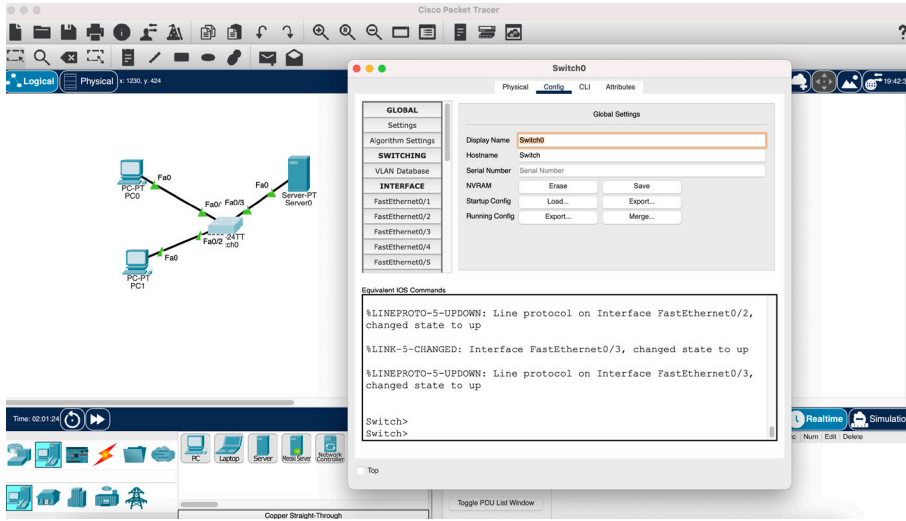 Cisco Packet Tracer
?
Logical
Physical
x: 1230, y: 424
19:42:3
Switch0
Physical
Config
CLI
Attributes
GLOBAL
Settings
Algorithm Settings
SWITCHING
VLAN Database
INTERFACE
FastEthernet0/1
FastEthernet0/2
FastEthernet0/3
FastEthernet0/4
FastEthernet0/5
Global Settings
Display Name
Switch0
Hostname
Switch
Serial Number
Serial Number
NVRAM
Erase
Save
Startup Config
Load...
Export...
Running Config
Export...
Merge...
Equivalent IOS Commands
%LINEPROTO-5-UPDOWN: Line protocol on Interface FastEthernet0/2,
changed state to up
%LINK-5-CHANGED: Interface FastEthernet0/3, changed state to up
%LINEPROTO-5-UPDOWN: Line protocol on Interface FastEthernet0/3,
changed state to up
Switch>
Switch>
Top
Fa0
PC-PT
PC0
Fa0
Server-PT
Server0
Fa0/
Fa0/3
24TT
Fa0/2
ch0
Fa0
PC-PT
PC1
Time: 02:01:24
Realtime
Simulatio
Num
Edit
Delete
PC
Laptop
Server
Meraki Server
Network
Controller
Toggle PDU List Window
Copper Straight-Through